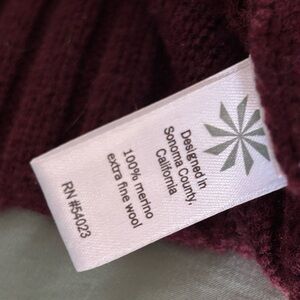 Designed in
Sonoma County,
California
100% merino
extra fine wool
RN #54023